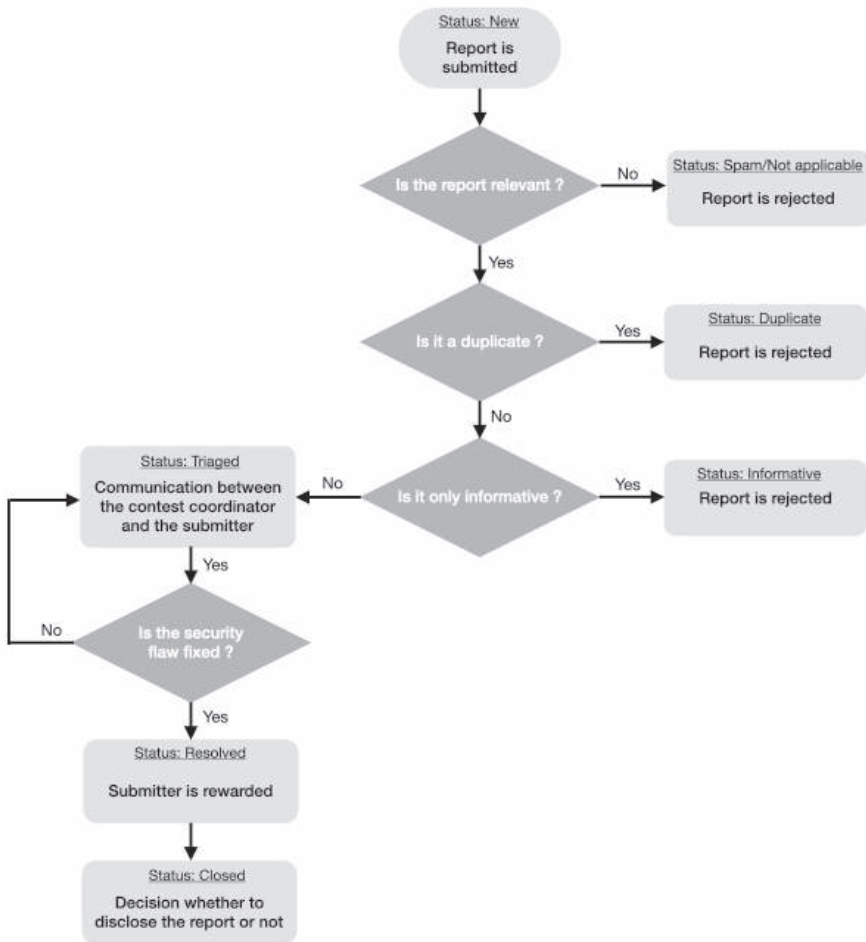 Status: New
Report is
submitted
Is the report relevant ?
No
Status: Spam/Not applicable
Report is rejected
Yes
Is it a duplicate ?
Yes
Status: Duplicate
Report is rejected
No
Is it only informative ?
Yes
Status: Informative
Report is rejected
No
Status: Triaged
Communication between
the contest coordinator
and the submitter
Yes
Is the security
flaw fixed ?
No
Yes
Status: Resolved
Submitter is rewarded
Status: Closed
Decision whether to
disclose the report or not